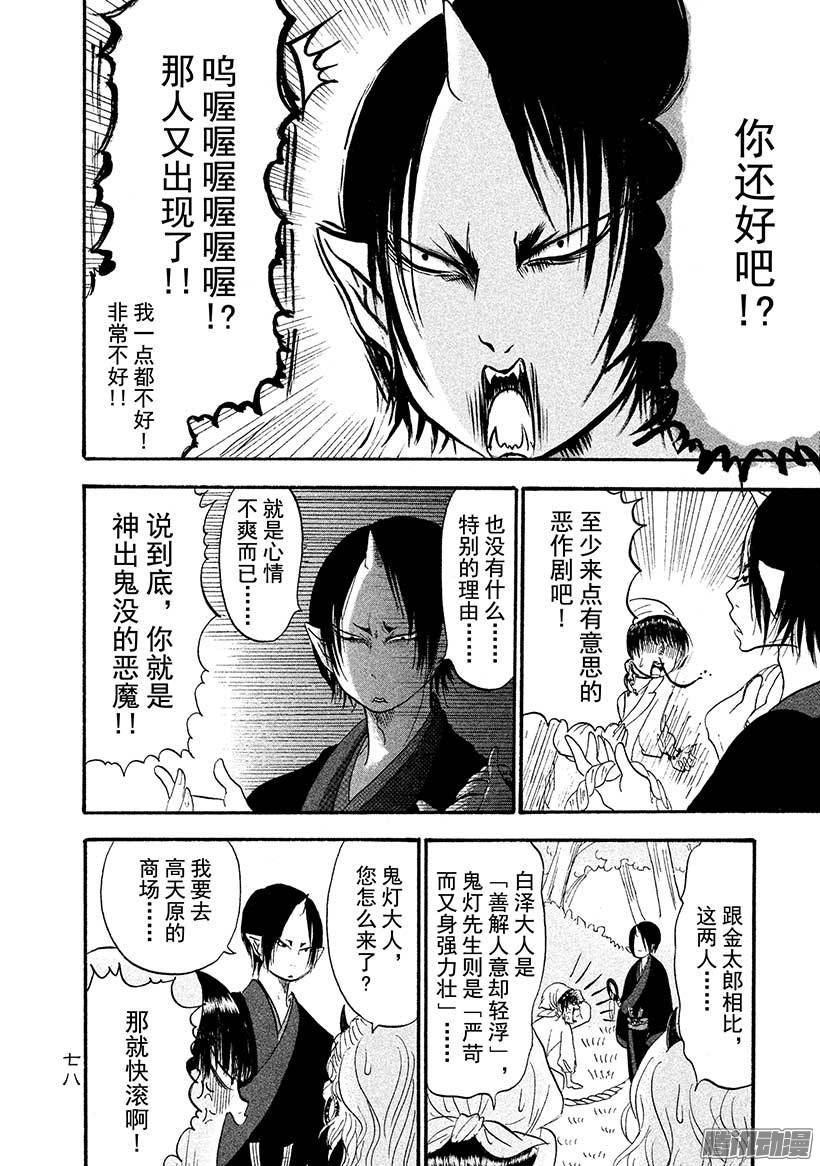 你还好吧!?
呜喔喔喔喔喔喔!?
那人又出现了!!
我一点都不好!
非常不好!!
至少来点有意思的
恶作剧吧!
也没有什么……
特别的理由……
就是心情
不爽而已……
说到底，你就是
神出鬼没的恶魔!!
跟金太郎相比，
这两人……
白泽大人是
「善解人意却轻浮」，
鬼灯先生则是「严苛
而又身强力壮」……
鬼灯大人，
您怎么来了?
我要去
高天原的
商场……
那就快滚啊!
七八
腾讯动漫